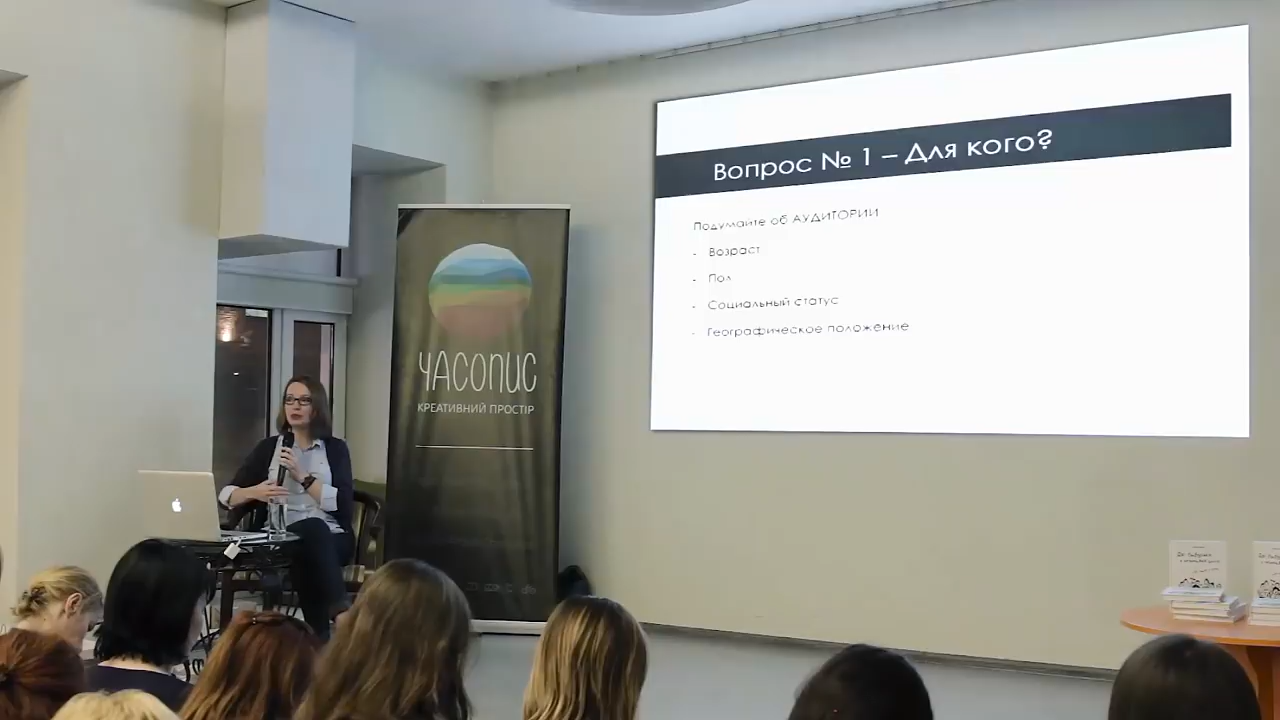 Вопрос № 1 – Для кого?
Подумайте об АУДИТОРИИ
- Возраст
- Пол
- Социальный статус
- Географическое положение
ЧАСОПИС
КРЕАТИВНИЙ ПРОСТІР